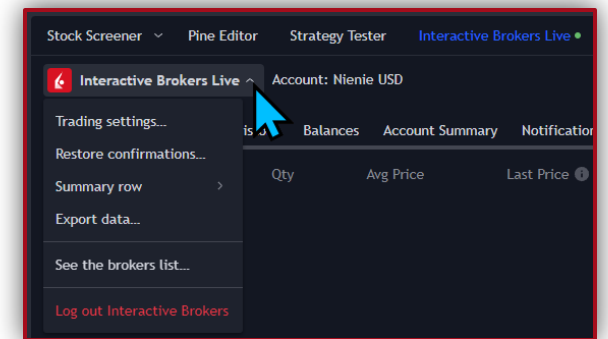 Stock Screener Pine Editor Strategy Tester Interactive Brokers Live
Interactive Brokers Live Account: Nienie USD
Trading settings...
Balances Account Summary Notification
Restore confirmations...
Qty Avg Price Last Price
Summary row
Export data...
See the brokers list...
Log out Interactive Brokers